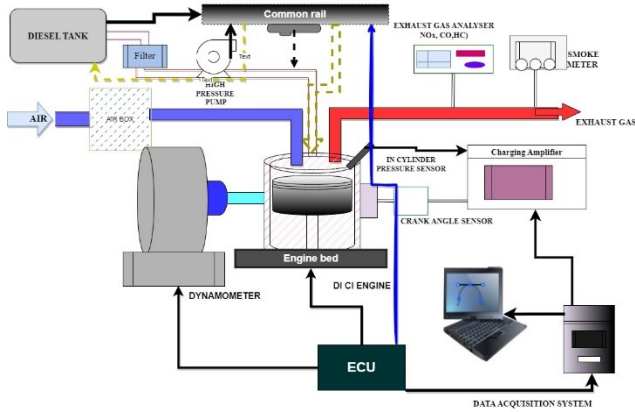 Common rail
DIESEL TANK
Filter
Text
HIGH
PRESSURE
PUMP
EXHAUST GAS ANALYSER
NOx, CO,HC)
SMOKE
METER
AIR
AIR BOX
EXHAUST GAS
IN CYLINDER
PRESSURE SENSOR
Charging Amplifier
CRANK ANGLE SENSOR
Engine bed
DYNAMOMETER
DI CI ENGINE
ECU
DATA ACQUISITION SYSTEM